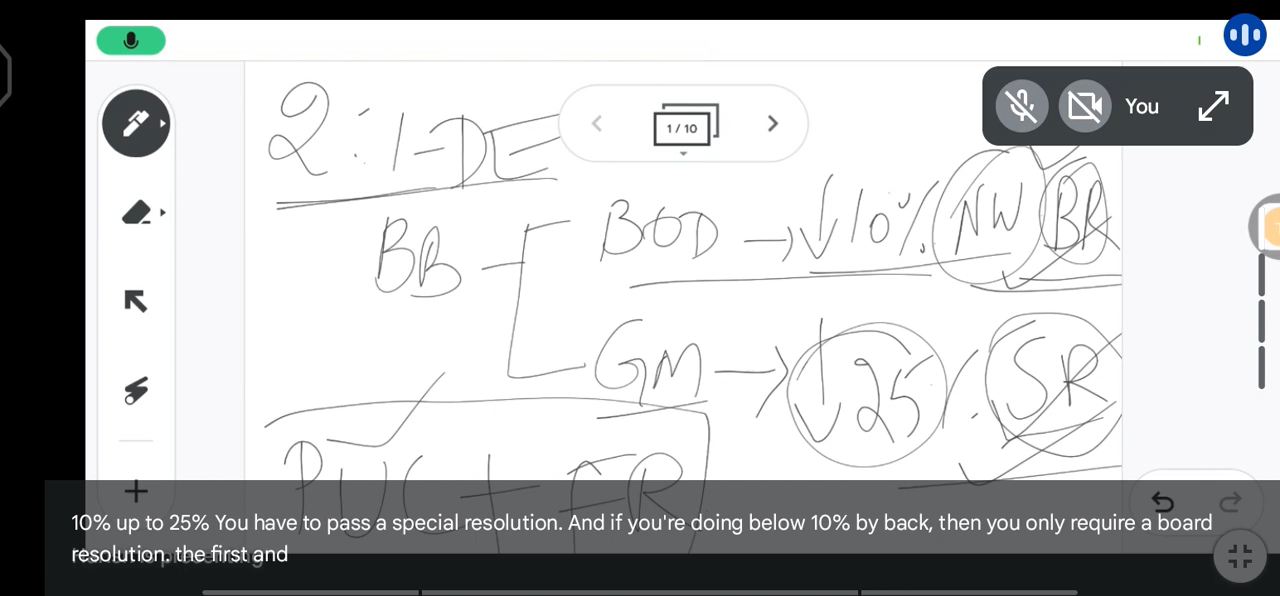 You
1 / 10
2:1-DE
BB - BOD → ↓10% NW BR
GM → ↓25%. SR
10% up to 25% You have to pass a special resolution. And if you're doing below 10% by back, then you only require a board
resolution. the first and